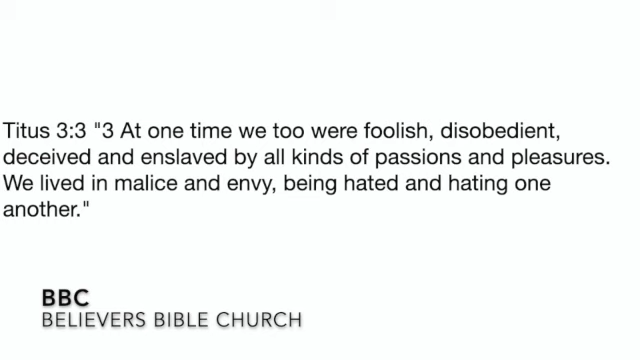 Titus 3:3 "3 At one time we too were foolish, disobedient,
deceived and enslaved by all kinds of passions and pleasures.
We lived in malice and envy, being hated and hating one
another."
BBC
BELIEVERS BIBLE CHURCH